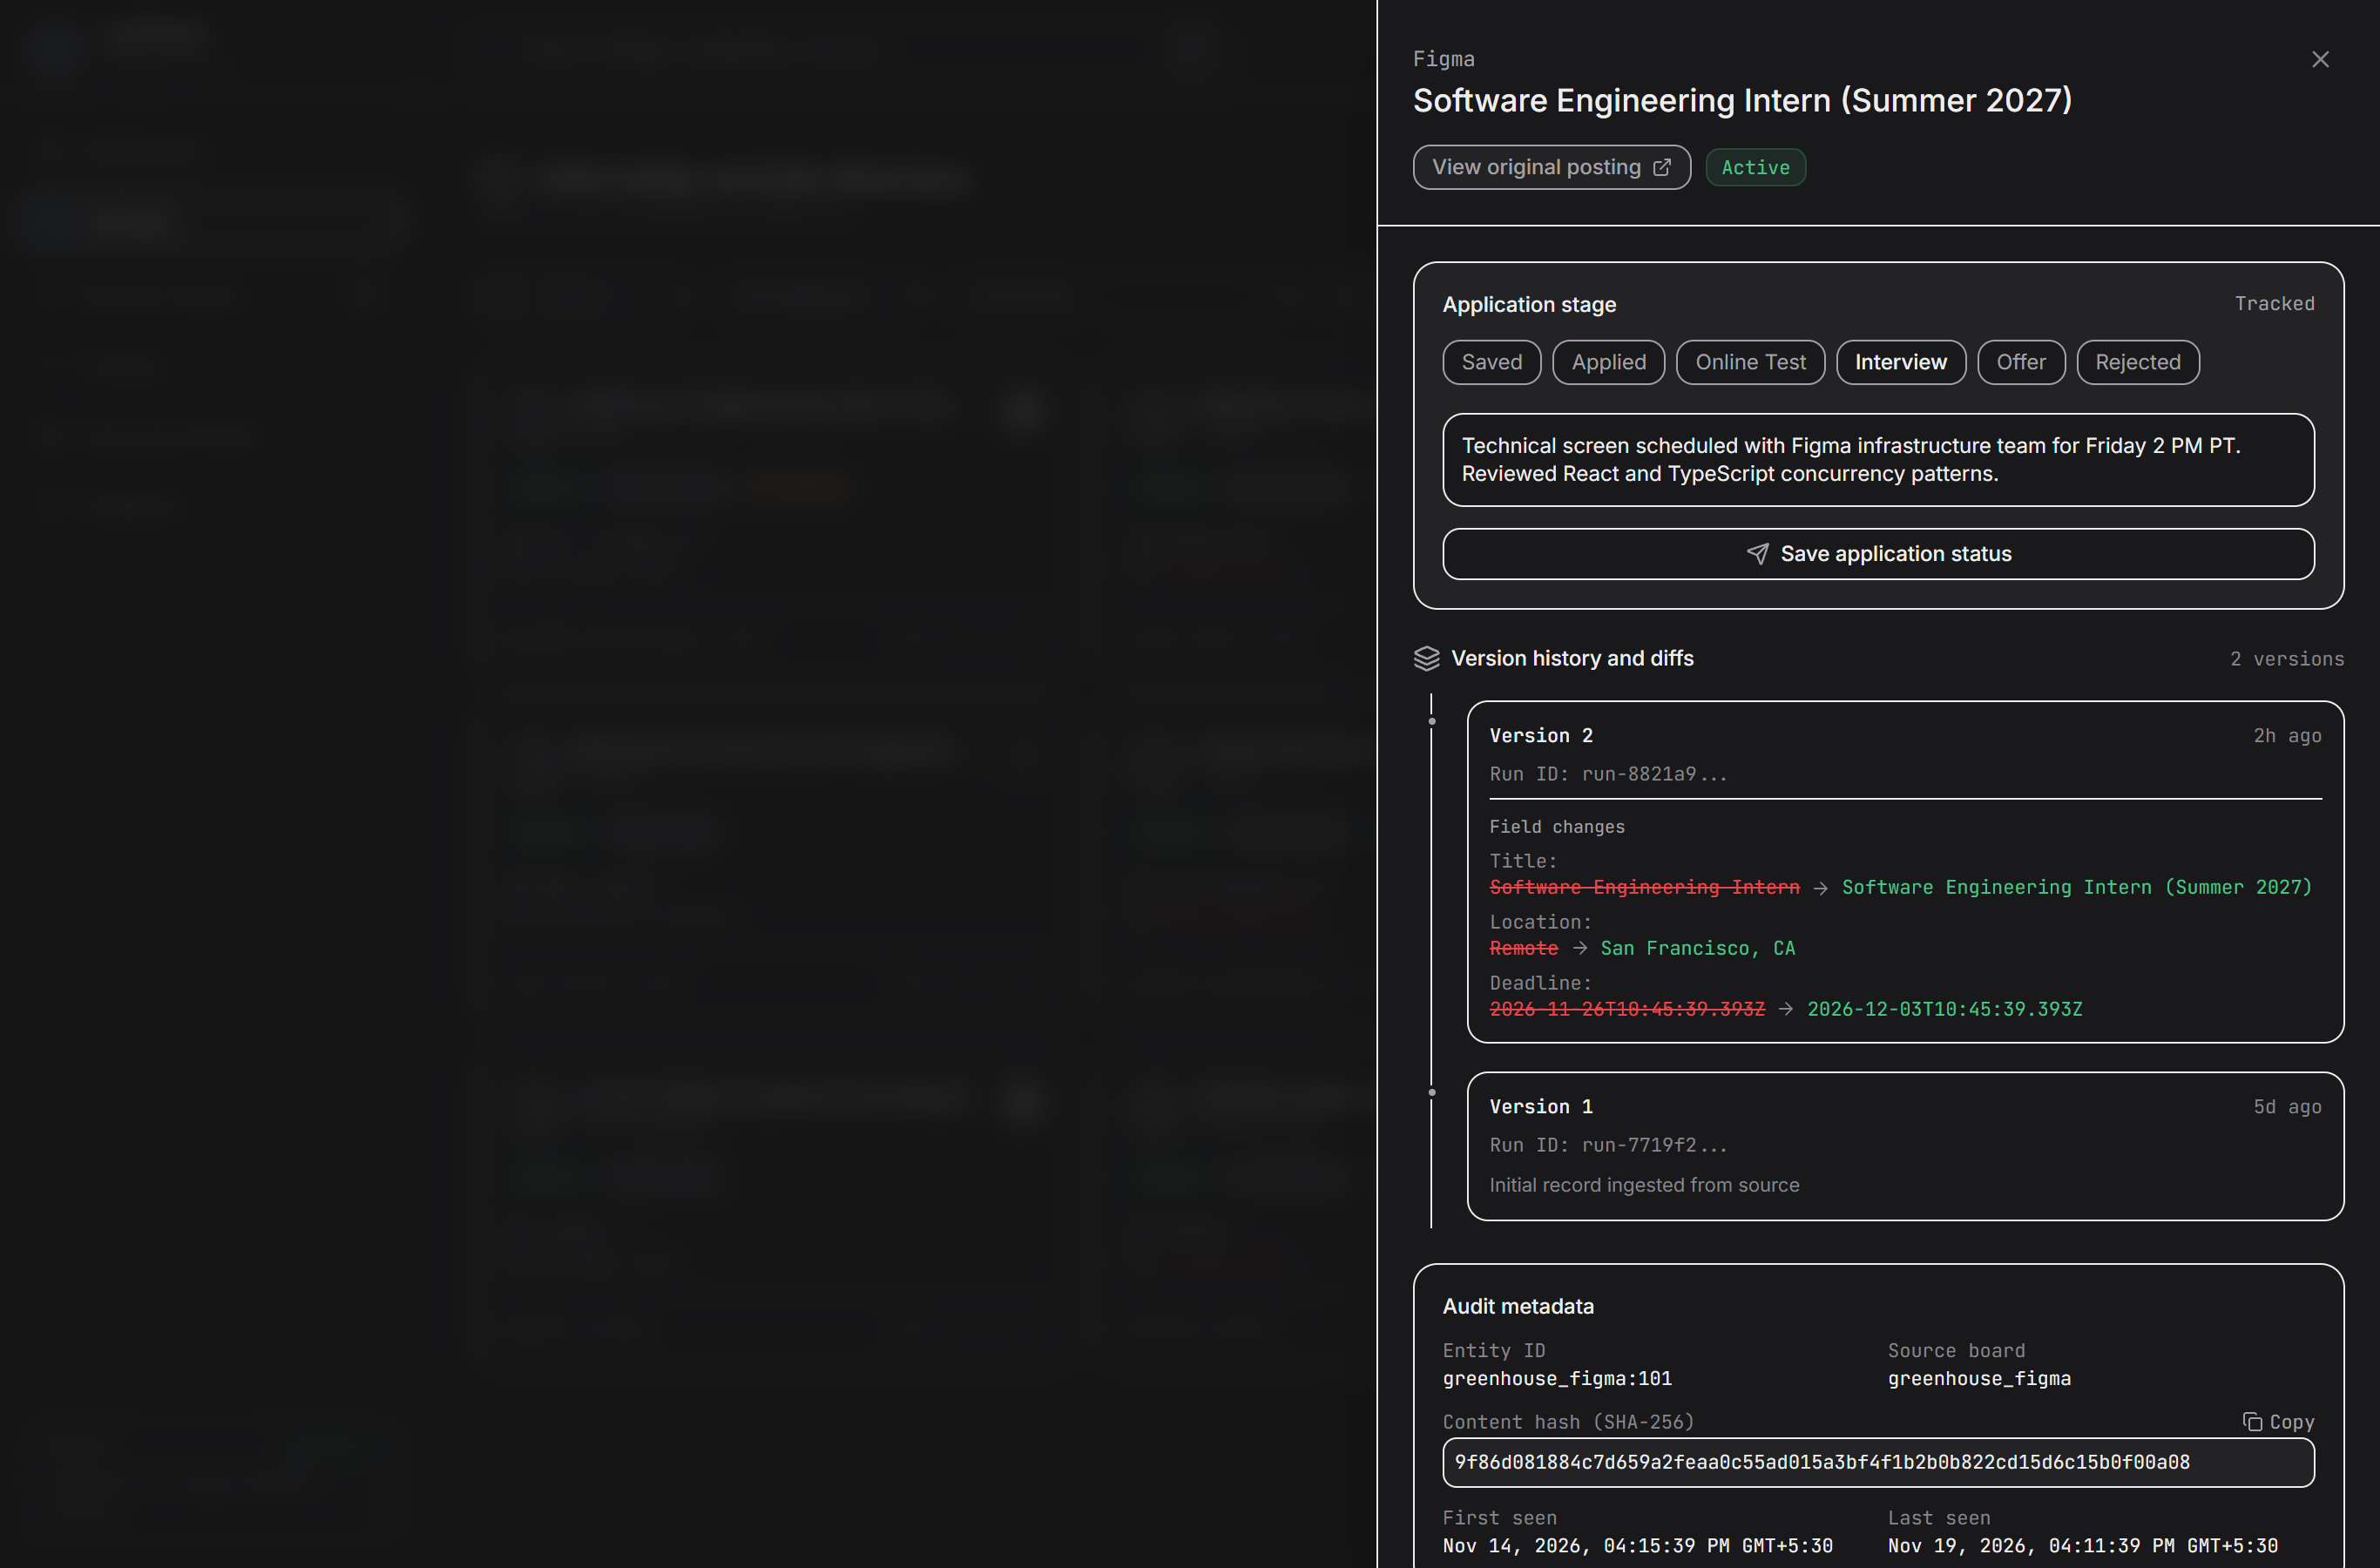 Figma
Software Engineering Intern (Summer 2027)
View original posting
Active
Application stage
Tracked
Saved
Applied
Online Test
Interview
Offer
Rejected
Technical screen scheduled with Figma infrastructure team for Friday 2 PM PT.
Reviewed React and TypeScript concurrency patterns.
Save application status
Version history and diffs
2 versions
Version 2
2h ago
Run ID: run-8821a9...
Field changes
Title:
Software Engineering Intern → Software Engineering Intern (Summer 2027)
Location:
Remote → San Francisco, CA
Deadline:
2026-11-26T10:45:39.393Z → 2026-12-03T10:45:39.393Z
Version 1
5d ago
Run ID: run-7719f2...
Initial record ingested from source
Audit metadata
Entity ID
Source board
greenhouse_figma:101
greenhouse_figma
Content hash (SHA-256)
Copy
9f86d081884c7d659a2feaa0c55ad015a3bf4f1b2b0b822cd15d6c15b0f00a08
First seen
Last seen
Nov 14, 2026, 04:15:39 PM GMT+5:30
Nov 19, 2026, 04:11:39 PM GMT+5:30